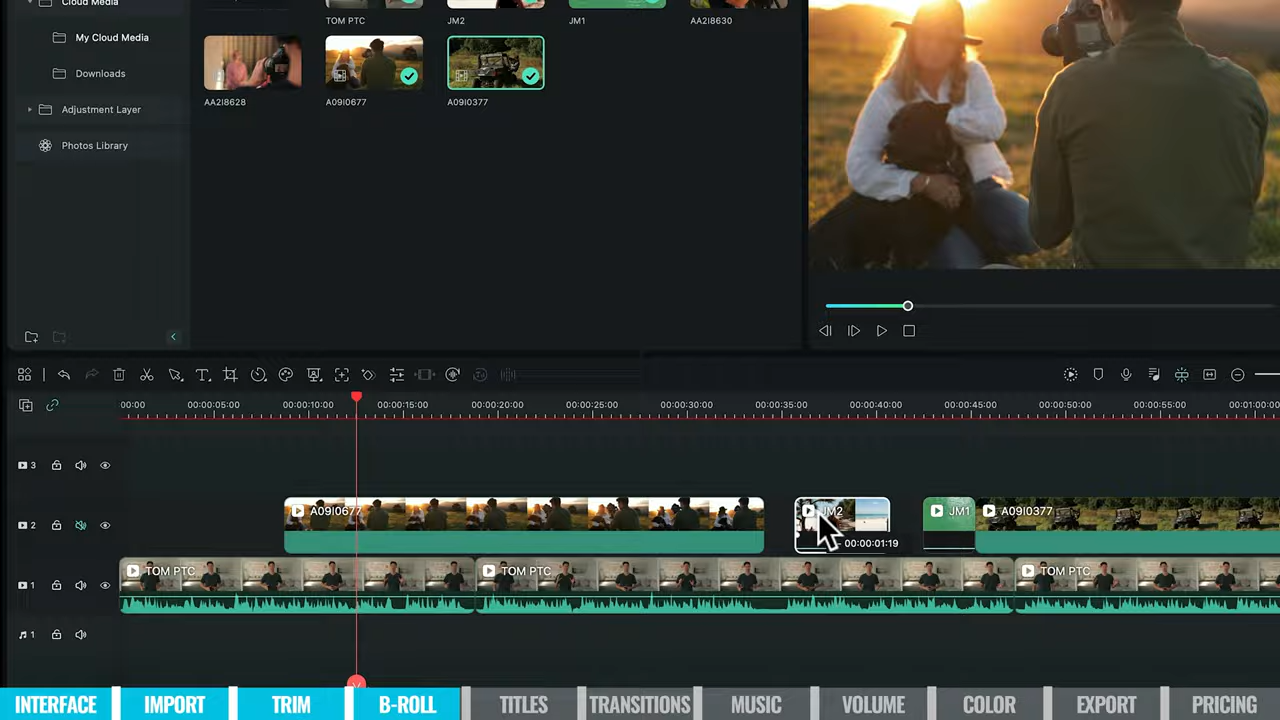 Cloud Media
TOM PTC
JM2
JM1
AA2I8630
My Cloud Media
Downloads
AA2I8628
A09I0677
A09I0377
Adjustment Layer
Photos Library
00:00
00:00:05:00
00:00:10:00
00:00:15:00
00:00:20:00
00:00:25:00
00:00:30:00
00:00:35:00
00:00:40:00
00:00:45:00
00:00:50:00
00:00:55:00
00:01:00:00
3
A09I0677
JM2
JM1
A09I0377
2
00:00:01:19
TOM PTC
TOM PTC
TOM PTC
1
1
INTERFACE
IMPORT
TRIM
B-ROLL
TITLES
TRANSITIONS
MUSIC
VOLUME
COLOR
EXPORT
PRICING